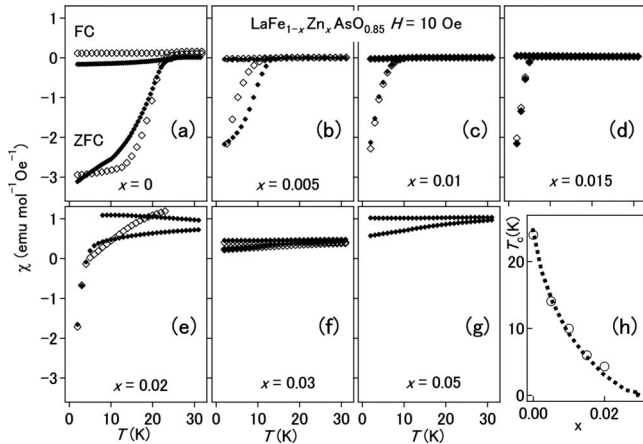 LaFe1-xZnxAsO0.85 H = 10 Oe
FC
ZFC
(a)
x = 0
(b)
x = 0.005
(c)
x = 0.01
(d)
x = 0.015
1
0
−1
−2
−3
χ (emu mol⁻¹Oe⁻¹)
1
0
−1
−2
−3
(e)
x = 0.02
(f)
x = 0.03
(g)
x = 0.05
(h)
Tc(K)
20
10
0
0 10 20 30
T(K)
0 10 20 30
T(K)
0 10 20 30
T(K)
0.00 0.02
x